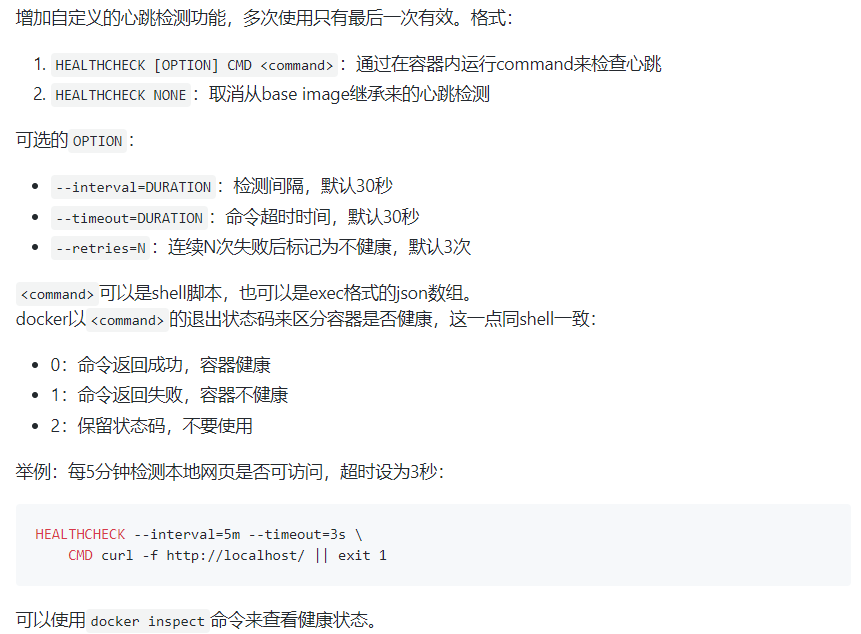 增加自定义的心跳检测功能，多次使用只有最后一次有效。格式：
1. HEALTHCHECK [OPTION] CMD <command> ：通过在容器内运行command来检查心跳
2. HEALTHCHECK NONE ：取消从base image继承来的心跳检测
可选的 OPTION ：
• --interval=DURATION ：检测间隔，默认30秒
• --timeout=DURATION ：命令超时时间，默认30秒
• --retries=N ：连续N次失败后标记为不健康，默认3次
<command> 可以是shell脚本，也可以是exec格式的json数组。
docker以 <command> 的退出状态码来区分容器是否健康，这一点同shell一致：
• 0：命令返回成功，容器健康
• 1：命令返回失败，容器不健康
• 2：保留状态码，不要使用
举例：每5分钟检测本地网页是否可访问，超时设为3秒：
HEALTHCHECK --interval=5m --timeout=3s \
CMD curl -f http://localhost/ || exit 1
可以使用 docker inspect 命令来查看健康状态。